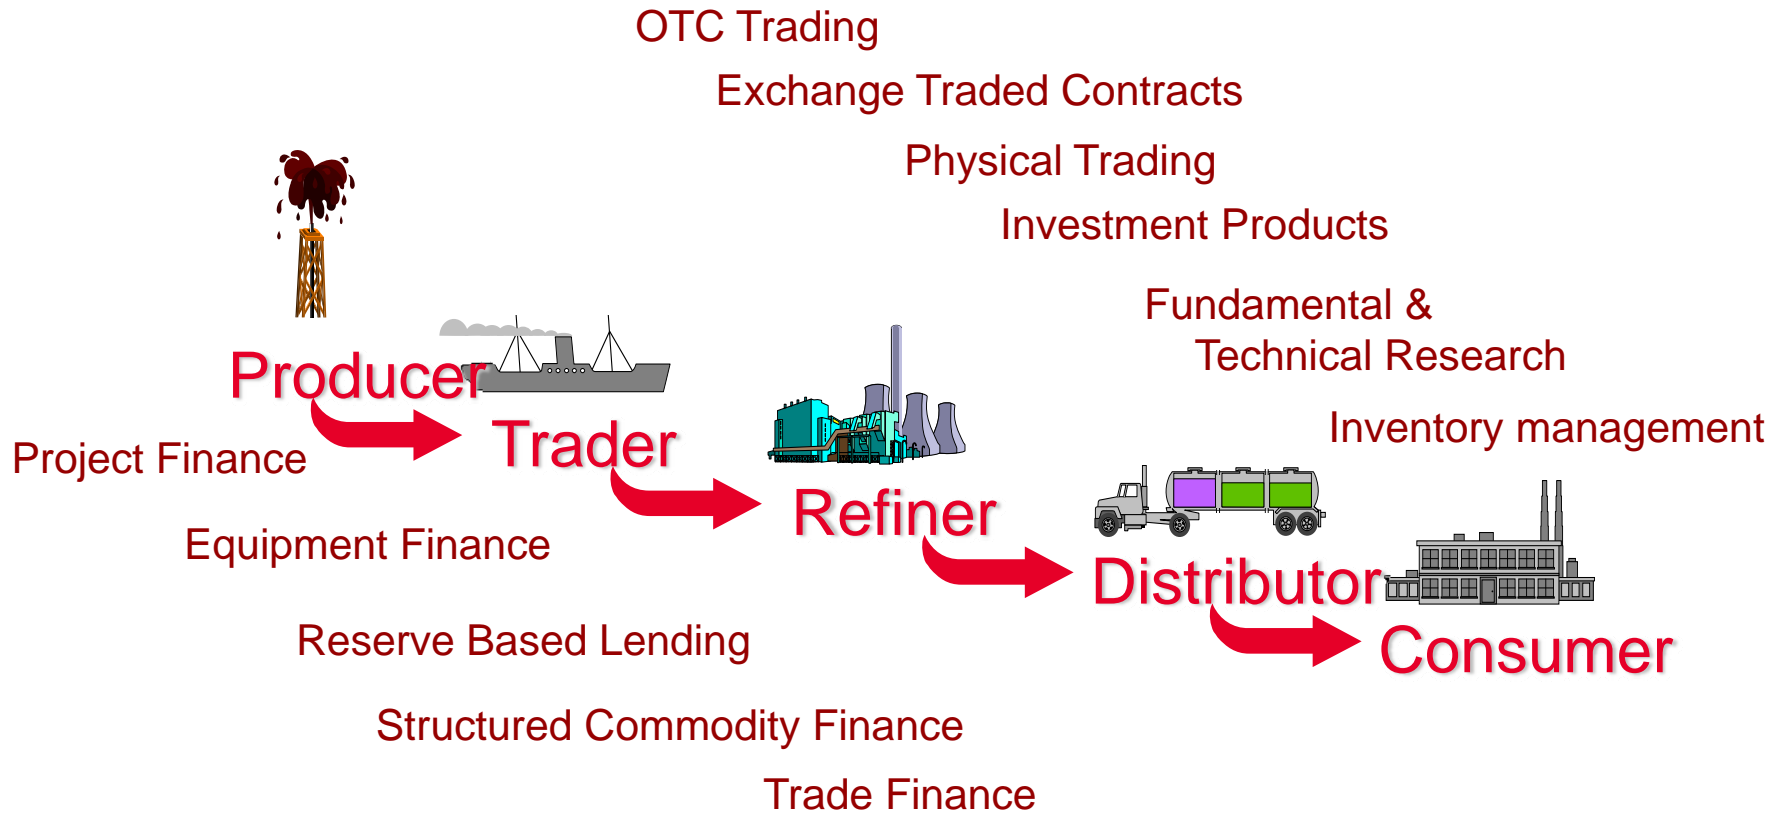 OTC Trading
Exchange Traded Contracts
Physical Trading
Investment Products
Fundamental &
Technical Research
Inventory management
Producer
Trader
Refiner
Distributor
Consumer
Project Finance
Equipment Finance
Reserve Based Lending
Structured Commodity Finance
Trade Finance